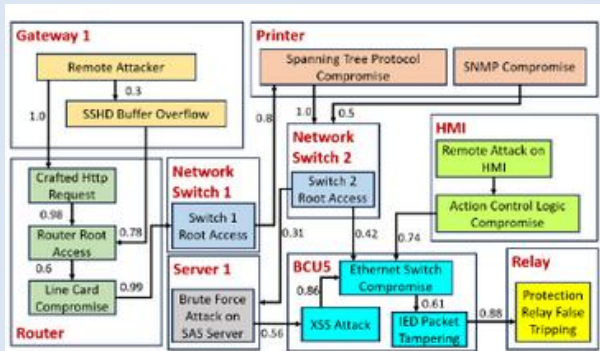 Gateway 1
Remote Attacker
0.3
SSHD Buffer Overflow
1.0
Crafted Http
Request
0.98
Router Root
Access
0.78
0.6
Line Card
Compromise
0.99
Router
Network
Switch 1
Switch 1
Root Access
0.8
Printer
Spanning Tree Protocol
Compromise
SNMP Compromise
1.0
0.5
Network
Switch 2
Switch 2
Root Access
0.31
0.42
HMI
Remote Attack on
HMI
Action Control Logic
Compromise
0.74
Server 1
Brute Force
Attack on
SAS Server
0.56
BCU5
Ethernet Switch
Compromise
0.86
0.61
XSS Attack
IED Packet
Tampering
0.88
Relay
Protection
Relay False
Tripping